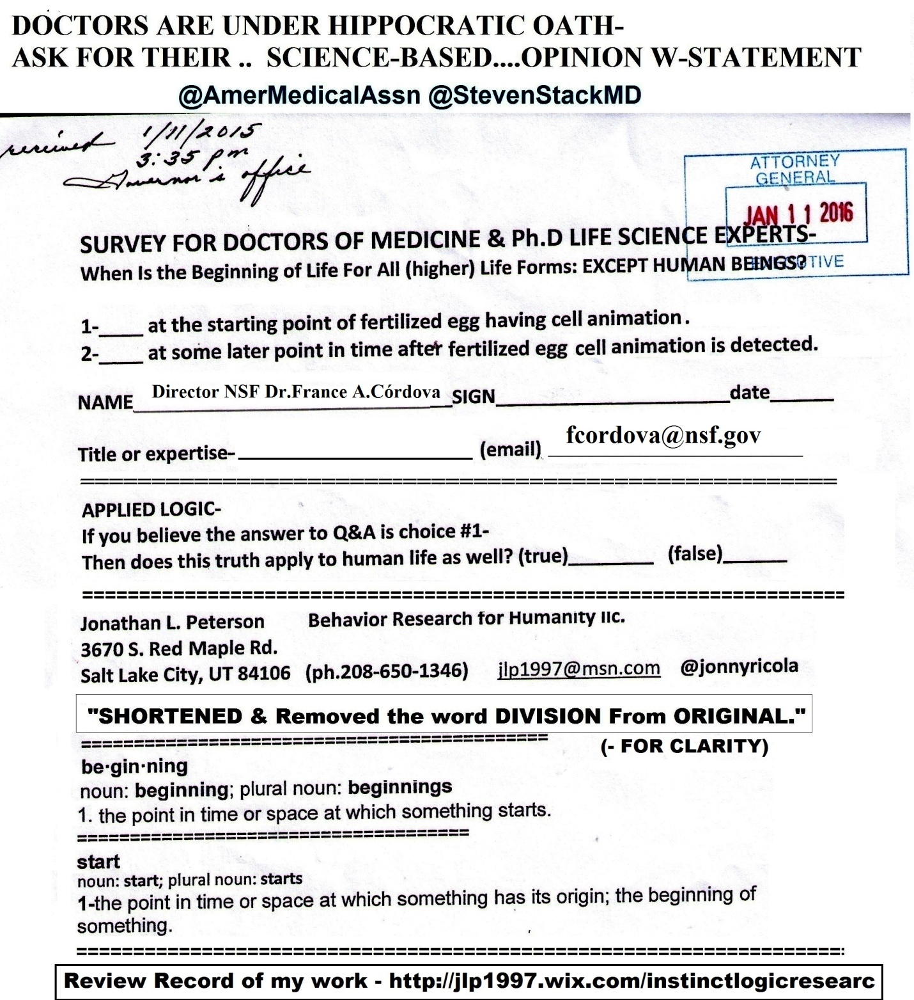 DOCTORS ARE UNDER HIPPOCRATIC OATH-
ASK FOR THEIR .. SCIENCE-BASED....OPINION W-STATEMENT
@AmerMedicalAssn @StevenStackMD
received 1/11/2015
3:35 pm
Governor's office
ATTORNEY
GENERAL
JAN 11 2016
EXECUTIVE
SURVEY FOR DOCTORS OF MEDICINE & Ph.D LIFE SCIENCE EXPERTS-
When Is the Beginning of Life For All (higher) Life Forms: EXCEPT HUMAN BEINGS?
1-____ at the starting point of fertilized egg having cell animation.
2-____ at some later point in time after fertilized egg cell animation is detected.
NAME Director NSF Dr.France A.Córdova SIGN____________________date______
Title or expertise-____________________ (email) fcordova@nsf.gov
==========================================================
APPLIED LOGIC-
If you believe the answer to Q&A is choice #1-
Then does this truth apply to human life as well? (true)________ (false)______
==========================================================
Jonathan L. Peterson Behavior Research for Humanity llc.
3670 S. Red Maple Rd.
Salt Lake City, UT 84106 (ph.208-650-1346) jlp1997@msn.com @jonnyricola
"SHORTENED & Removed the word DIVISION From ORIGINAL."
============================================
(- FOR CLARITY)
be·gin·ning
noun: beginning; plural noun: beginnings
1. the point in time or space at which something starts.
=====================================
start
noun: start; plural noun: starts
1-the point in time or space at which something has its origin; the beginning of
something.
==========================================================
Review Record of my work - http://jlp1997.wix.com/instinctlogicresearc